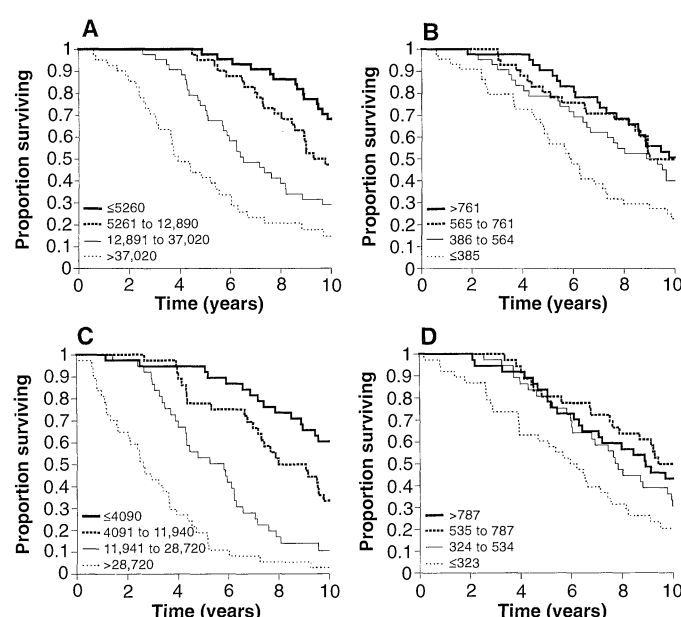 A
Proportion surviving
1
0.9
0.8
0.7
0.6
0.5
0.4
0.3
0.2
0.1
0
≤5260
5261 to 12,890
12,891 to 37,020
>37,020
0 2 4 6 8 10
Time (years)
B
Proportion surviving
1
0.9
0.8
0.7
0.6
0.5
0.4
0.3
0.2
0.1
0
>761
565 to 761
386 to 564
≤385
0 2 4 6 8 10
Time (years)
C
Proportion surviving
1
0.9
0.8
0.7
0.6
0.5
0.4
0.3
0.2
0.1
0
≤4090
4091 to 11,940
11,941 to 28,720
>28,720
0 2 4 6 8 10
Time (years)
D
Proportion surviving
1
0.9
0.8
0.7
0.6
0.5
0.4
0.3
0.2
0.1
0
>787
535 to 787
324 to 534
≤323
0 2 4 6 8 10
Time (years)